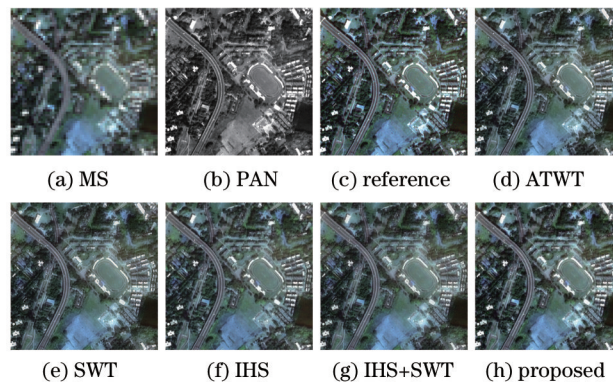 (a) MS (b) PAN (c) reference (d) ATWT
(e) SWT (f) IHS (g) IHS+SWT (h) proposed